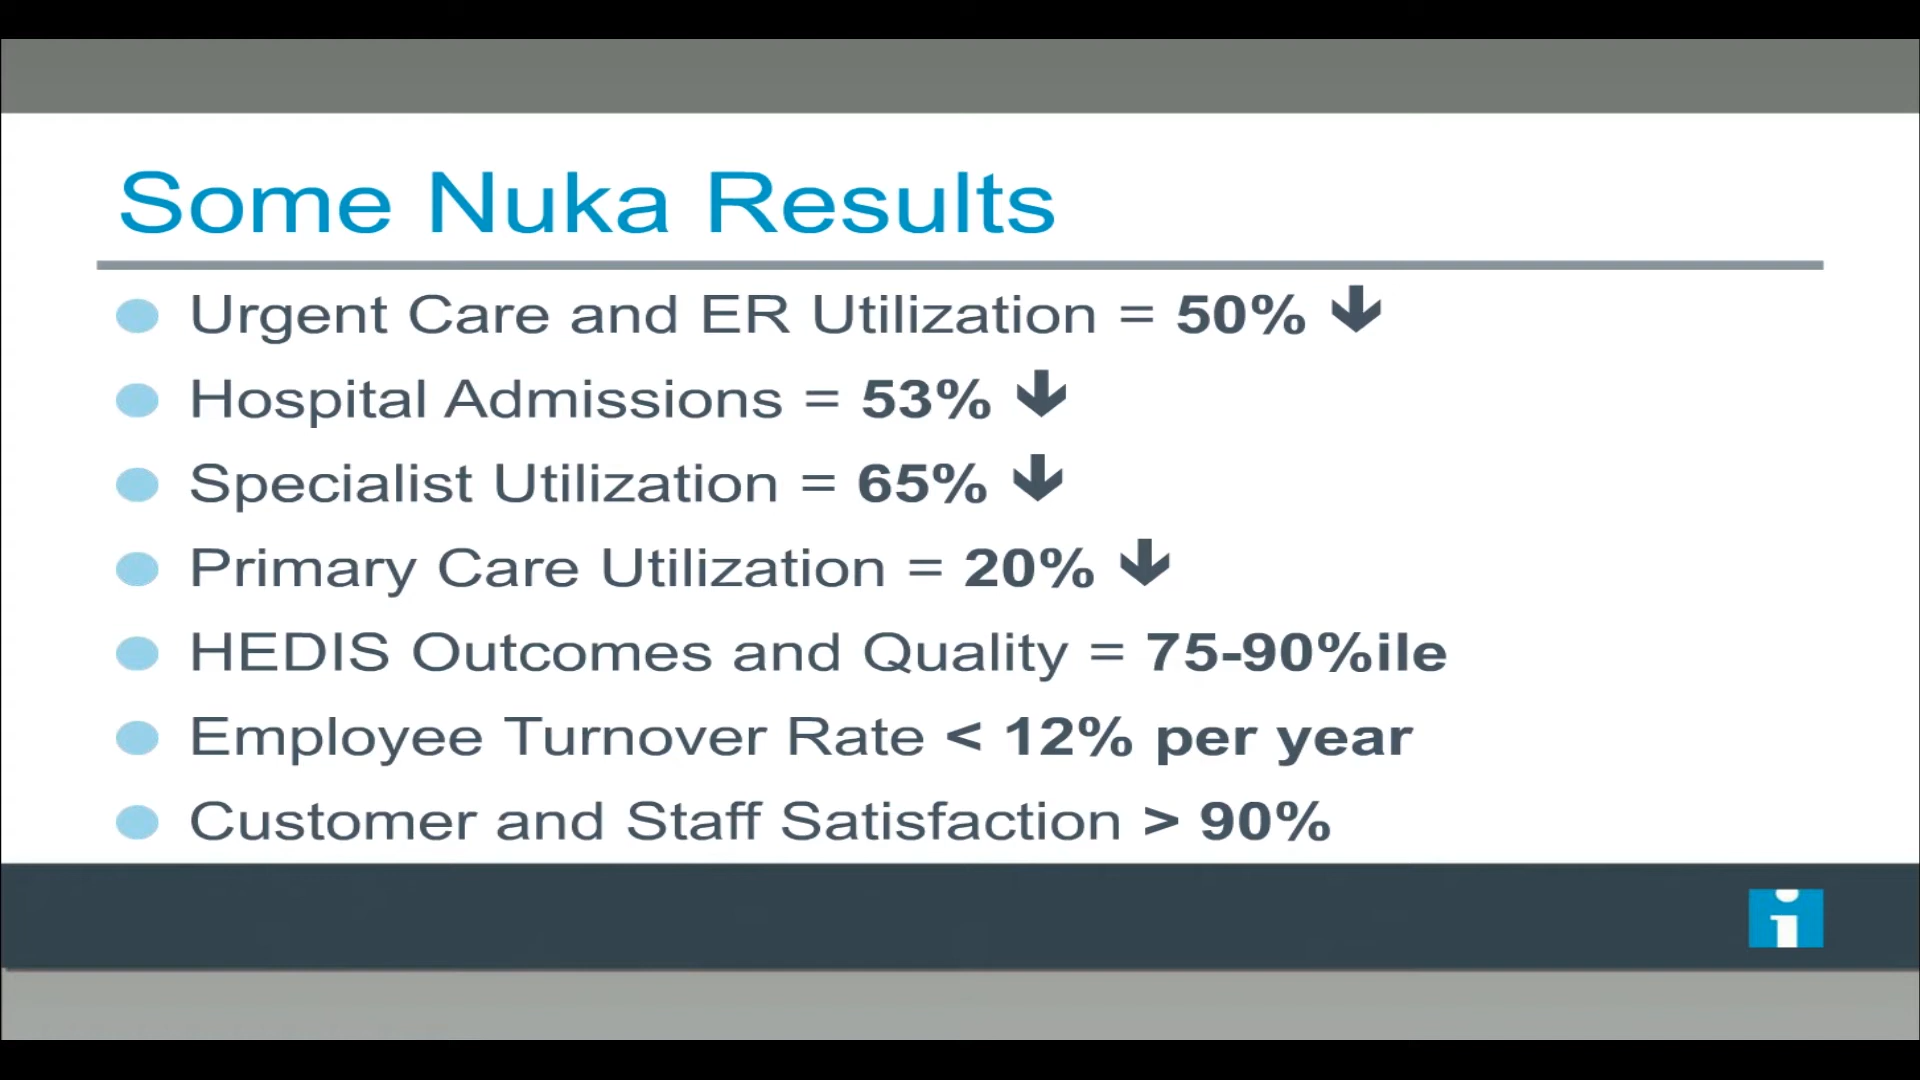 Some Nuka Results
Urgent Care and ER Utilization = 50% 🡇
Hospital Admissions = 53% 🡇
Specialist Utilization = 65% 🡇
Primary Care Utilization = 20% 🡇
HEDIS Outcomes and Quality = 75-90%ile
Employee Turnover Rate < 12% per year
Customer and Staff Satisfaction > 90%
i